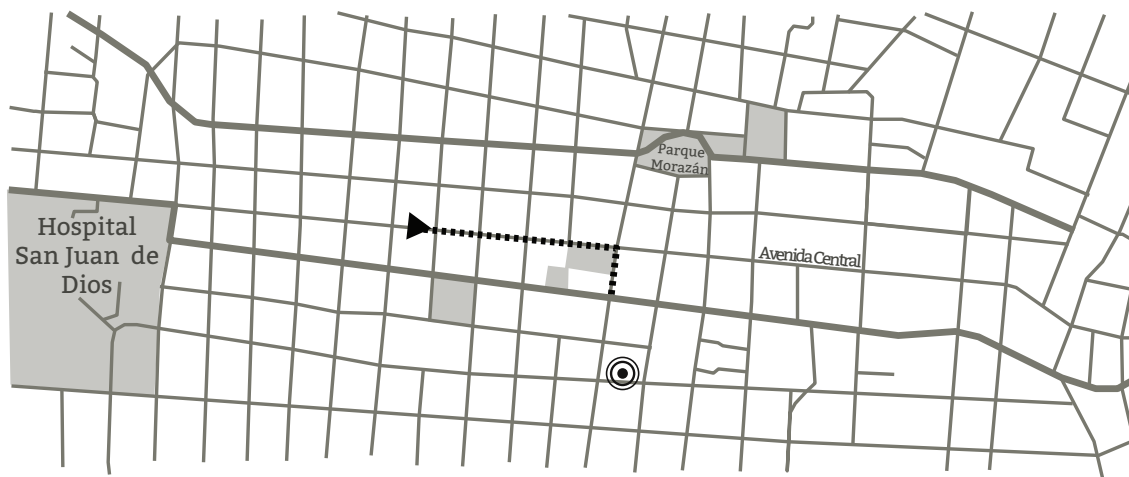 Parque
Morazán
Hospital
San Juan de
Dios
Avenida Central